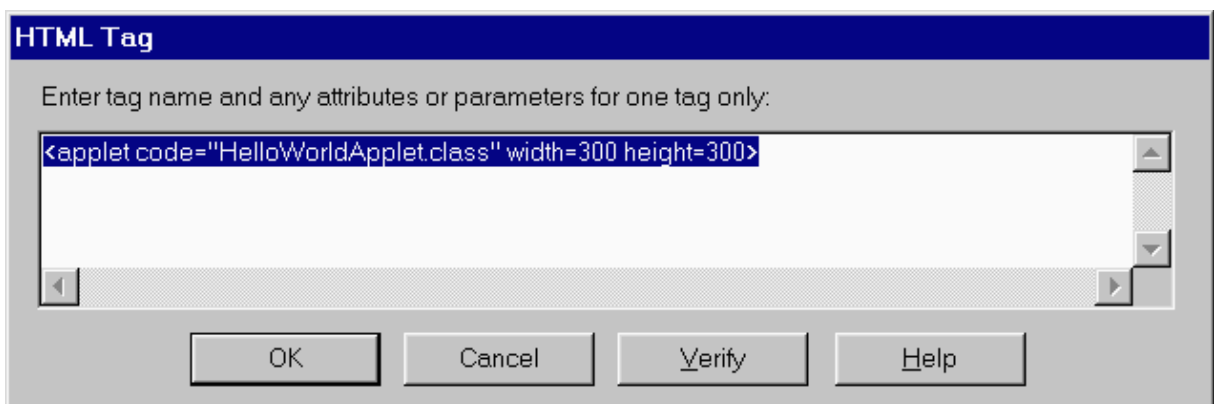 HTML Tag
Enter tag name and any attributes or parameters for one tag only:
<applet code="HelloWorldApplet.class" width=300 height=300>
OK Cancel Verify Help